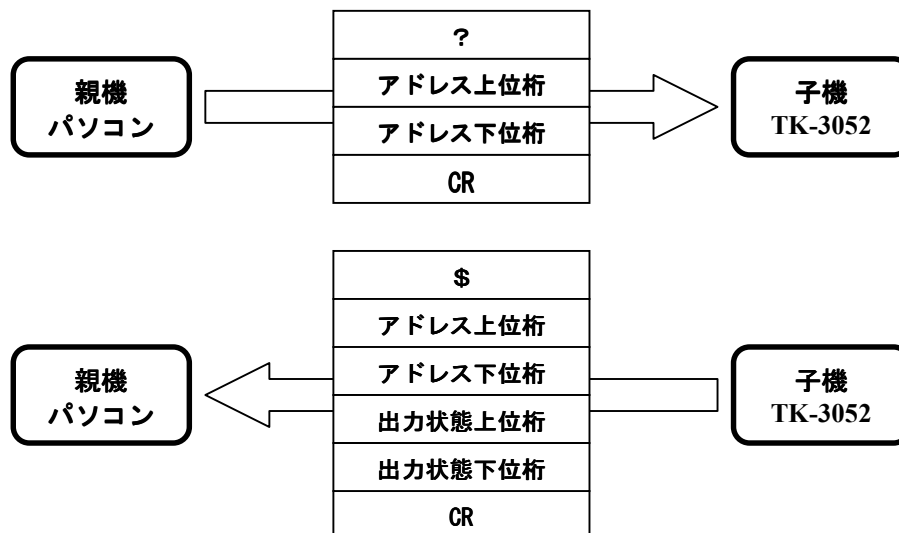 ?
親機
パソコン
アドレス上位桁
アドレス下位桁
CR
子機
TK-3052
$
アドレス上位桁
親機
パソコン
アドレス下位桁
出力状態上位桁
出力状態下位桁
CR
子機
TK-3052